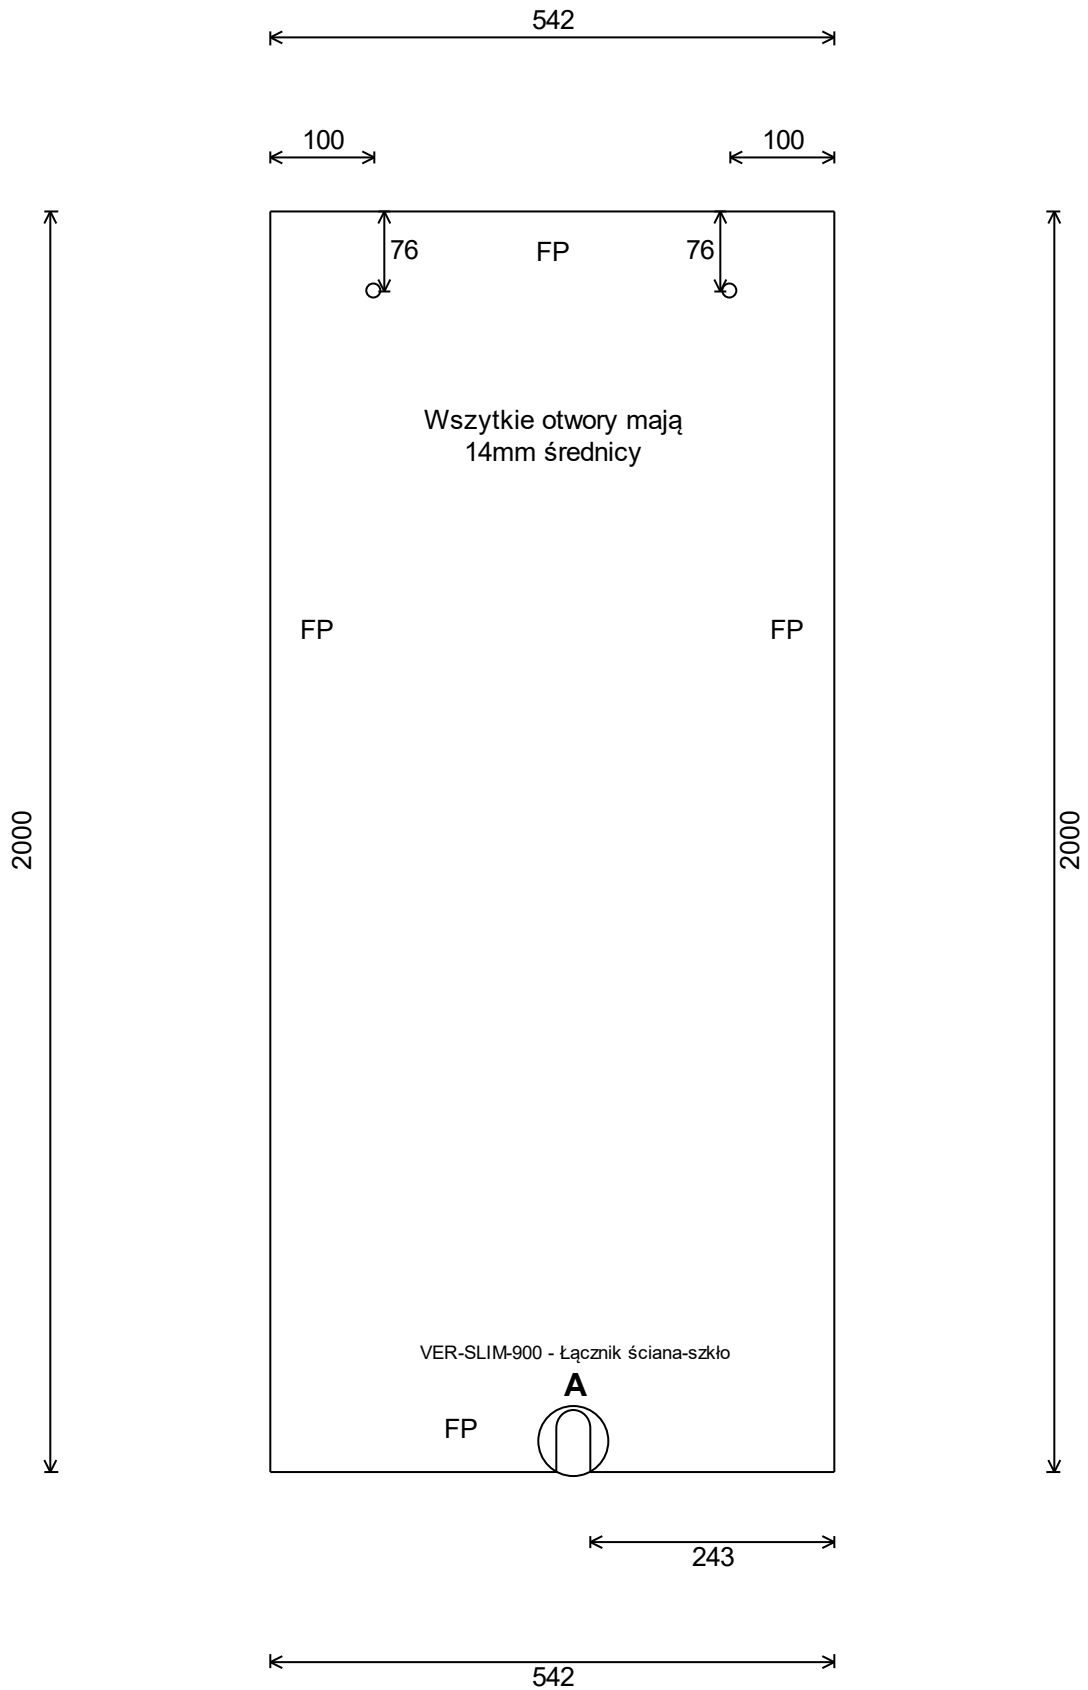 542
100
100
76
FP
76
Wszytkie otwory mają
14mm średnicy
FP
FP
2000
2000
VER-SLIM-900 - Łącznik ściana-szkło
A
FP
243
542